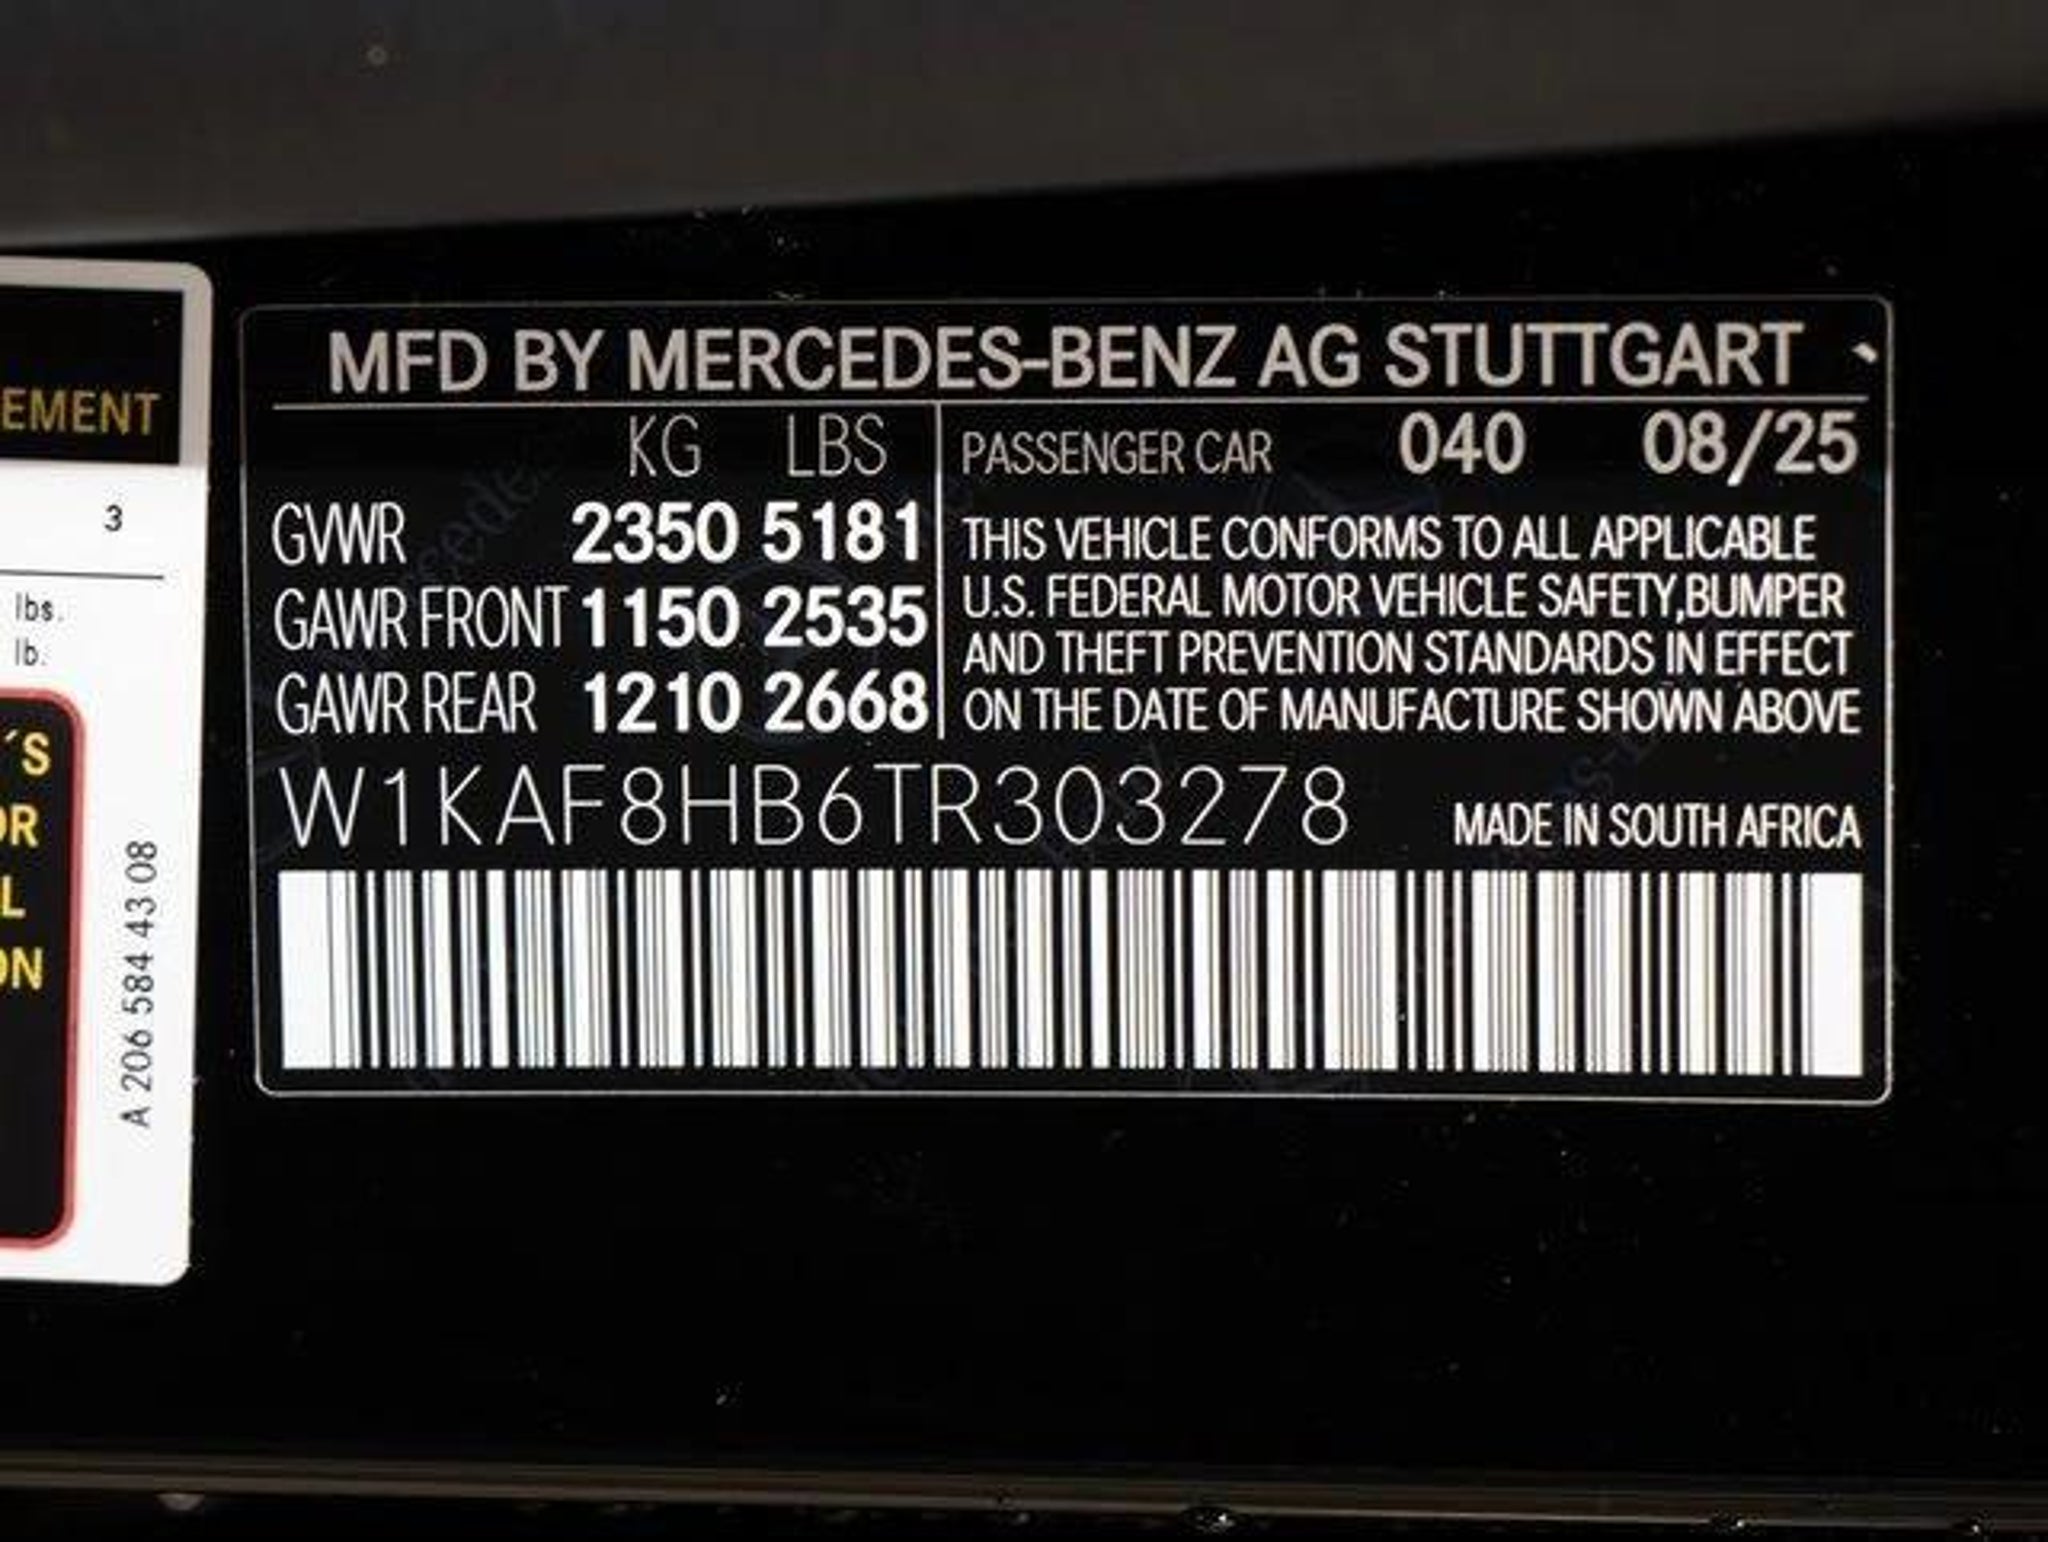 EMENT
3
lbs.
lb.
´S
OR
L
ON
A 206 584 43 08
MFD BY MERCEDES-BENZ AG STUTTGART
KG LBS
GVWR 2350 5181
GAWR FRONT 1150 2535
GAWR REAR 1210 2668
PASSENGER CAR 040 08/25
THIS VEHICLE CONFORMS TO ALL APPLICABLE
U.S. FEDERAL MOTOR VEHICLE SAFETY,BUMPER
AND THEFT PREVENTION STANDARDS IN EFFECT
ON THE DATE OF MANUFACTURE SHOWN ABOVE
W1KAF8HB6TR303278
MADE IN SOUTH AFRICA